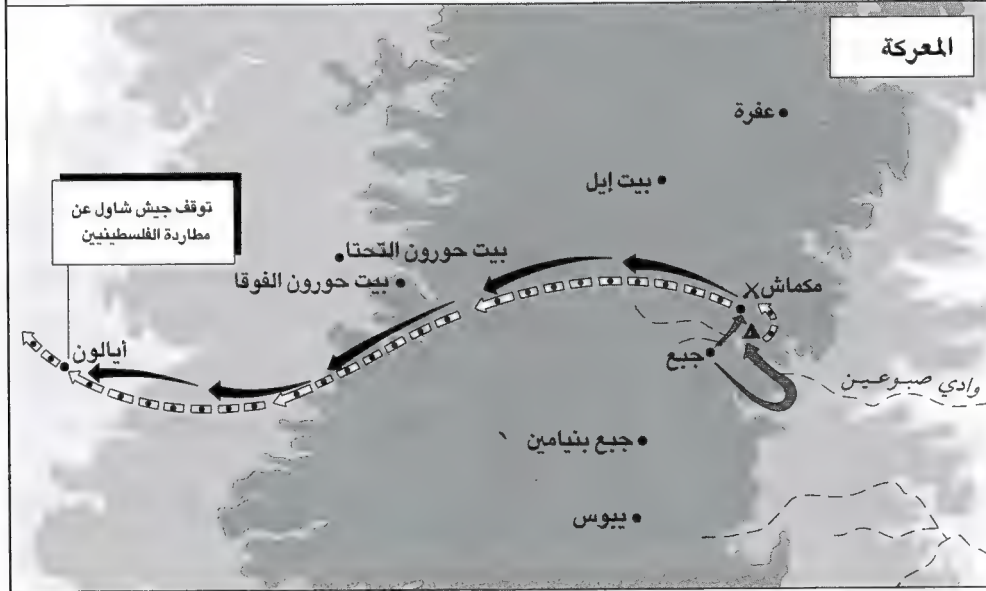 المعركة
عفرة
بيت إيل
توقف جيش شاول عن
مطاردة الفلسطينيين
بيت حورون التحتا
بيت حورون الفوقا
مكماش
أيالون
جبع
وادي صبوعين
جبع بنيامين
يبوس